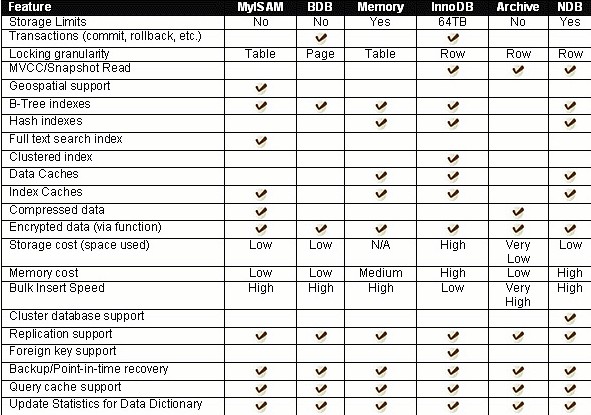 Feature MyISAM BDB Memory InnoDB Archive NDB
Storage Limits No No Yes 64TB No Yes
Transactions (commit, rollback, etc.)
Locking granularity Table Page Table Row Row Row
MVCC/Snapshot Read
Geospatial support
B-Tree indexes
Hash indexes
Full text search index
Clustered index
Data Caches
Index Caches
Compressed data
Encrypted data (via function)
Storage cost (space used) Low Low N/A High Very Low
Low
Memory cost Low Low Medium High Low High
Bulk Insert Speed High High High Low Very High
High
Cluster database support
Replication support
Foreign key support
Backup/Point-in-time recovery
Query cache support
Update Statistics for Data Dictionary